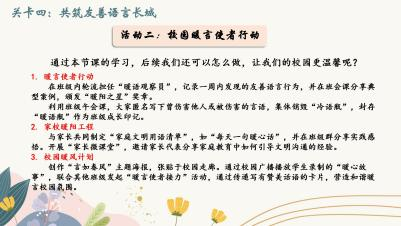 关卡四：共筑友善语言长城
活动二：校园暖言使者行动
通过本节课的学习，后续我们还可以怎么做，让我们的校园更温馨呢？
1. 暖言使者行动
在班级内轮流担任“暖语观察员”，记录一周内发现的友善语言行为，并在班会课分享典
型案例，颁发“暖阳之星”奖章。
利用班级午会课，大家匿名写下曾伤害他人或被伤害的言语，集体销毁“冷语瓶”，封存
“暖语瓶”作为班级成长印记。
2. 家校暖阳工程
与家长共同制定“家庭文明用语清单”，如“每天一句暖心话”，并在班级群分享实践感
悟。开展“家长微课堂”，邀请家长代表分享家庭教育中如何引导文明沟通的经验。
3. 校园暖风计划
创作“言如春风”主题海报，张贴于校园走廊。通过校园广播播放学生录制的“暖心故
事”，联合其他班级发起“暖言使者接力”活动，通过传递写有赞美话语的卡片，营造和谐暖
言校园氛围。